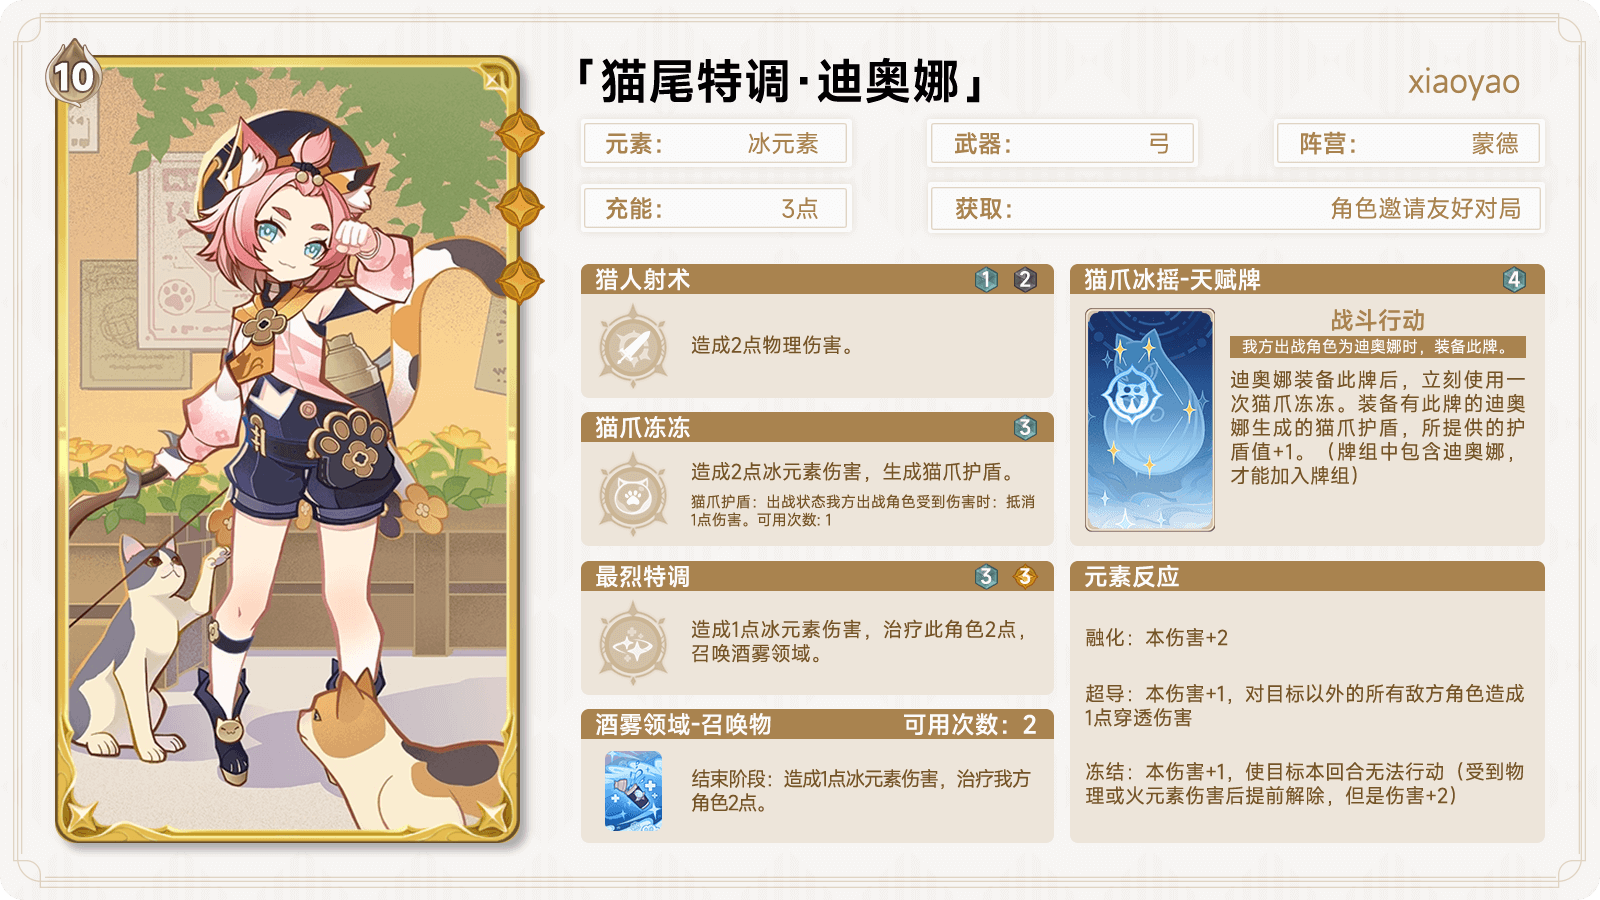 10
「猫尾特调·迪奥娜」
xiaoyao
元素： 冰元素
武器： 弓
阵营： 蒙德
充能： 3点
获取： 角色邀请友好对局
猎人射术 1 2
造成2点物理伤害。
猫爪冻冻 3
造成2点冰元素伤害，生成猫爪护盾。
猫爪护盾：出战状态我方出战角色受到伤害时：抵消
1点伤害。可用次数: 1
最烈特调 3 3
造成1点冰元素伤害，治疗此角色2点，
召唤酒雾领域。
酒雾领域-召唤物 可用次数：2
结束阶段：造成1点冰元素伤害，治疗我方
角色2点。
猫爪冰摇-天赋牌 4
战斗行动
我方出战角色为迪奥娜时，装备此牌。
迪奥娜装备此牌后，立刻使用一
次猫爪冻冻。装备有此牌的迪奥
娜生成的猫爪护盾，所提供的护
盾值+1。（牌组中包含迪奥娜，
才能加入牌组）
元素反应
融化：本伤害+2
超导：本伤害+1，对目标以外的所有敌方角色造成
1点穿透伤害
冻结：本伤害+1，使目标本回合无法行动（受到物
理或火元素伤害后提前解除，但是伤害+2）